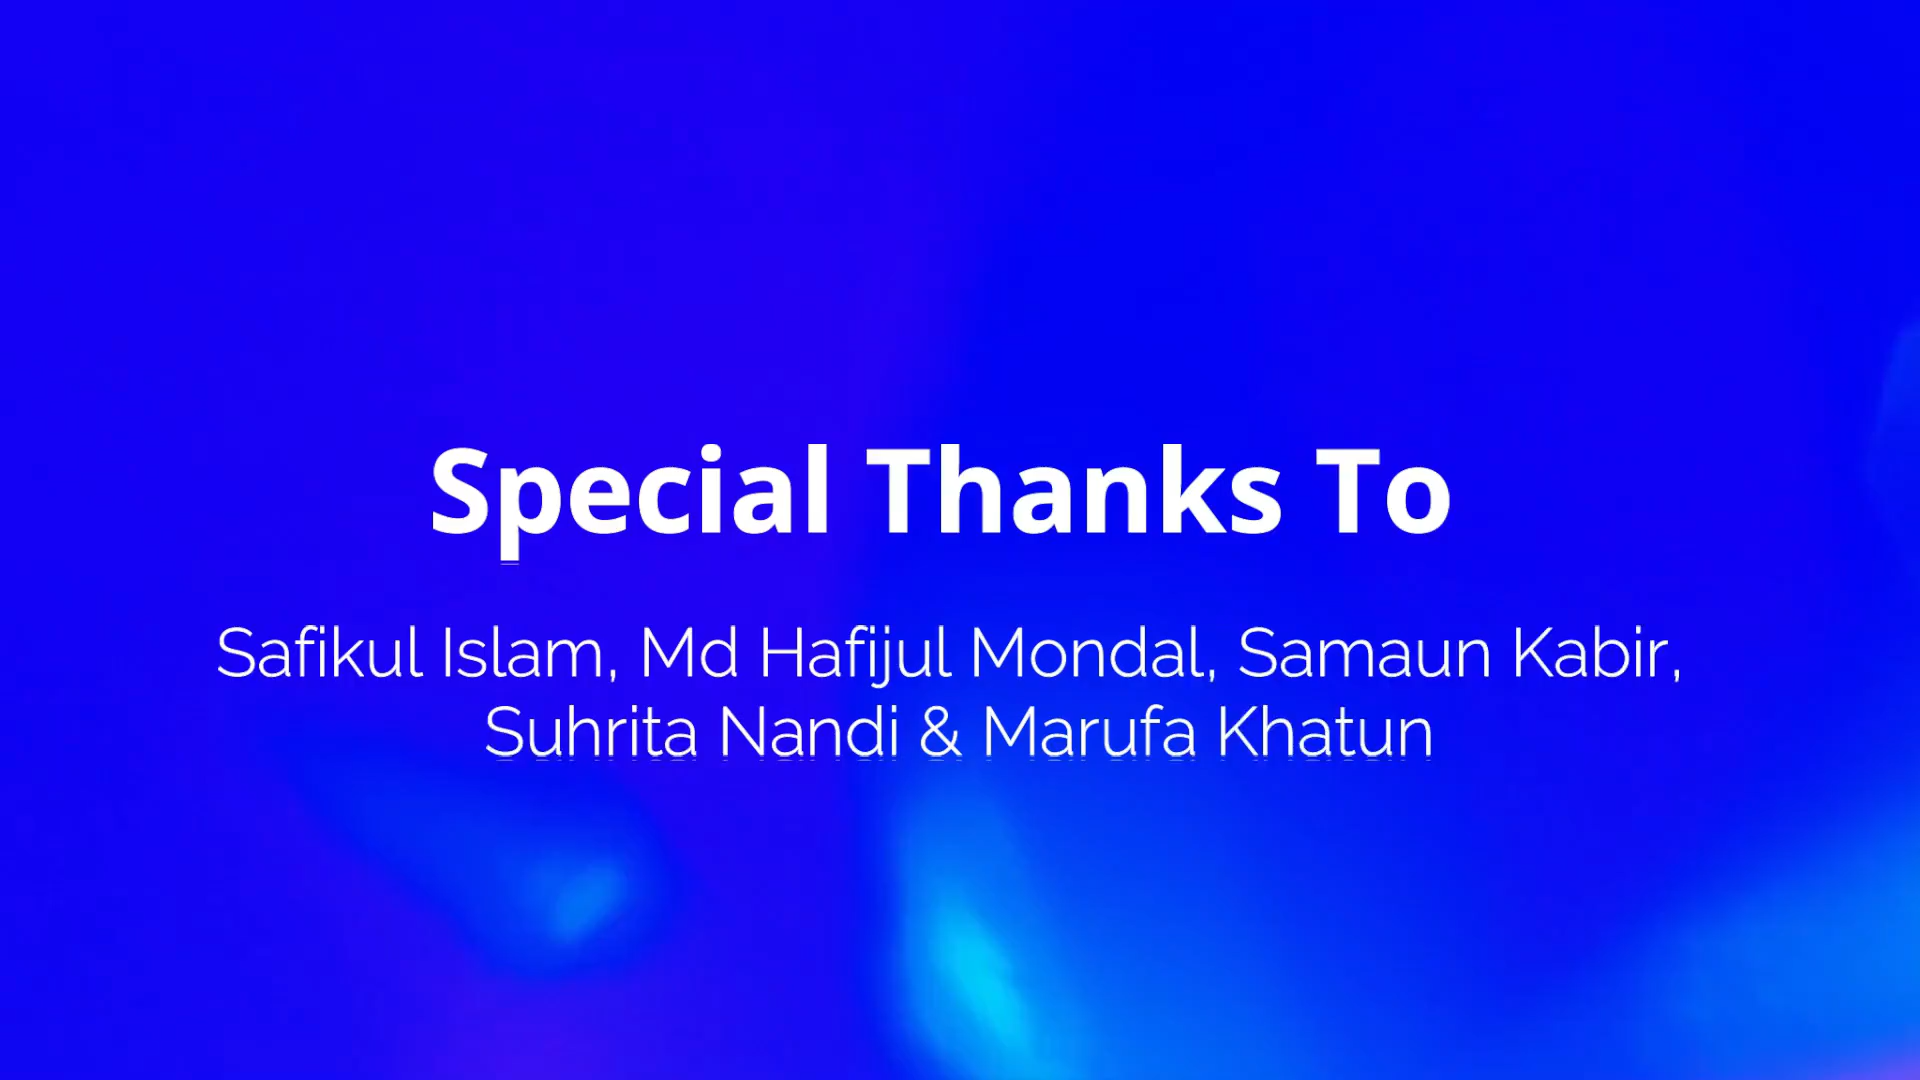 Special Thanks To
Safikul Islam, Md Hafijul Mondal, Samaun Kabir,
Suhrita Nandi & Marufa Khatun